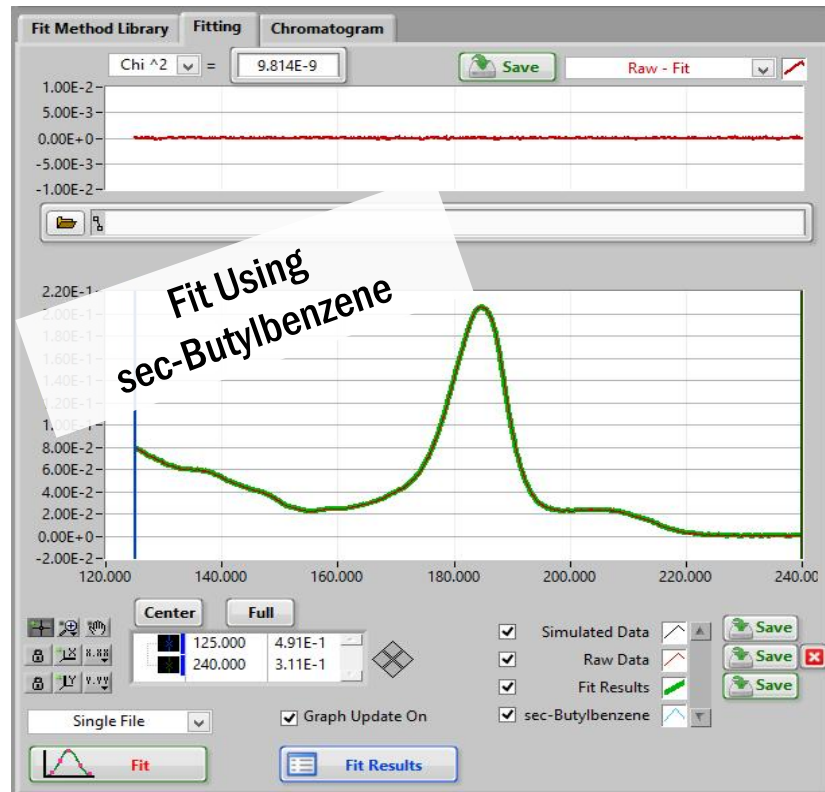 Fit Method Library Fitting Chromatogram
Chi ^2 = 9.814E-9 Save Raw - Fit
1.00E-2
5.00E-3
0.00E+0
-5.00E-3
-1.00E-2
Fit Using
sec-Butylbenzene
2.20E-1
2.00E-1
1.80E-1
1.60E-1
1.40E-1
1.20E-1
8.00E-2
6.00E-2
4.00E-2
2.00E-2
0.00E+0
-2.00E-2
120.000 140.000 160.000 180.000 200.000 220.000 240.00
Center Full
125.000 4.91E-1
240.000 3.11E-1
Simulated Data Save
Raw Data Save
Fit Results Save
sec-Butylbenzene
X X.XX
Y Y.YY
Single File Graph Update On
Fit Fit Results